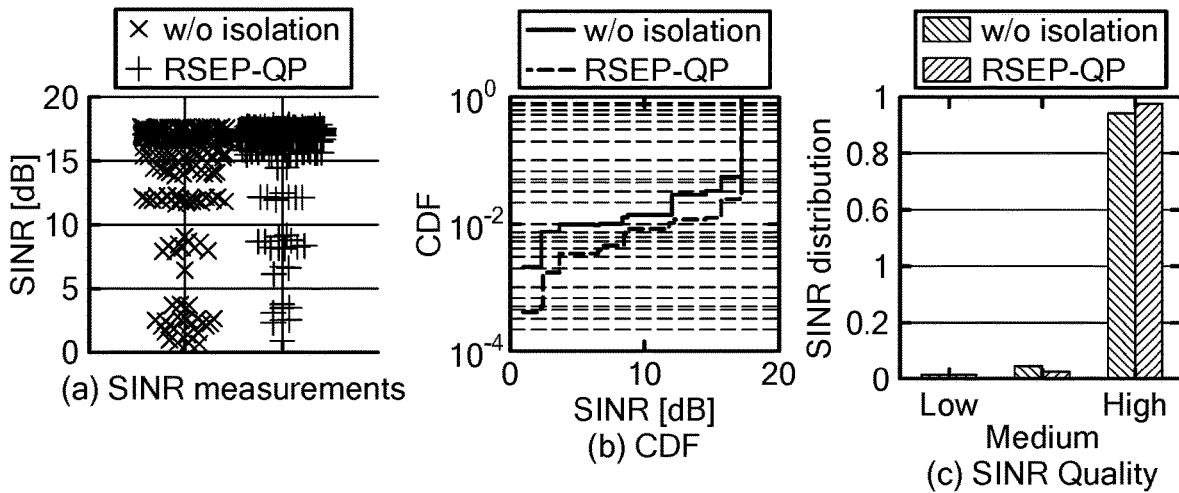 w/o isolation
RSEP-QP
20
15
10
5
0
SINR [dB]
(a) SINR measurements
w/o isolation
RSEP-QP
10^0
10^-2
10^-4
CDF
0
10
20
SINR [dB]
(b) CDF
w/o isolation
RSEP-QP
1
0.8
0.6
1
0.2
0
SINR distribution
Low
High
Medium
(c) SINR Quality